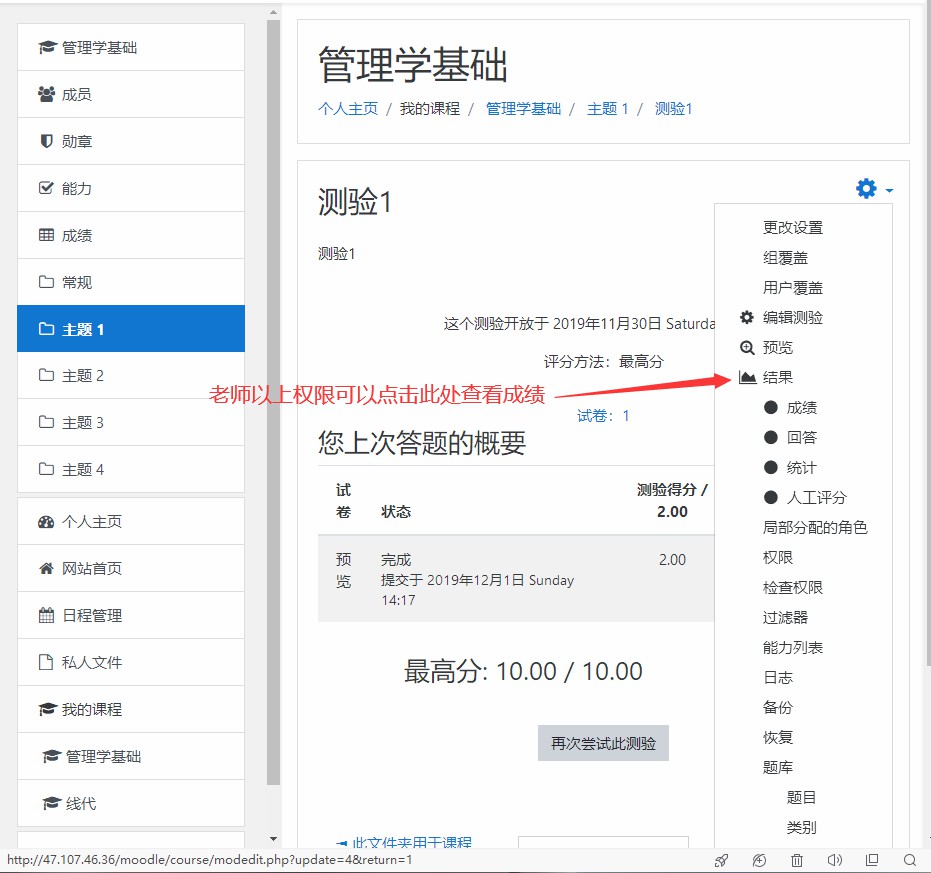 管理学基础
成员
勋章
能力
成绩
常规
主题 1
主题 2
主题 3
主题 4
个人主页
网站首页
日程管理
私人文件
我的课程
管理学基础
线代
管理学基础
个人主页 / 我的课程 / 管理学基础 / 主题 1 / 测验1
测验1
测验1
这个测验开放于 2019年11月30日 Saturda
评分方法：最高分
老师以上权限可以点击此处查看成绩
试卷：1
您上次答题的概要
试卷 状态 测验得分 / 2.00
预览 完成 2.00
提交于 2019年12月1日 Sunday
14:17
最高分: 10.00 / 10.00
再次尝试此测验
此文件夹用于课程
更改设置
组覆盖
用户覆盖
编辑测验
预览
结果
成绩
回答
统计
人工评分
局部分配的角色
权限
检查权限
过滤器
能力列表
日志
备份
恢复
题库
题目
类别
http://47.107.46.36/moodle/course/modedit.php?update=4&return=1